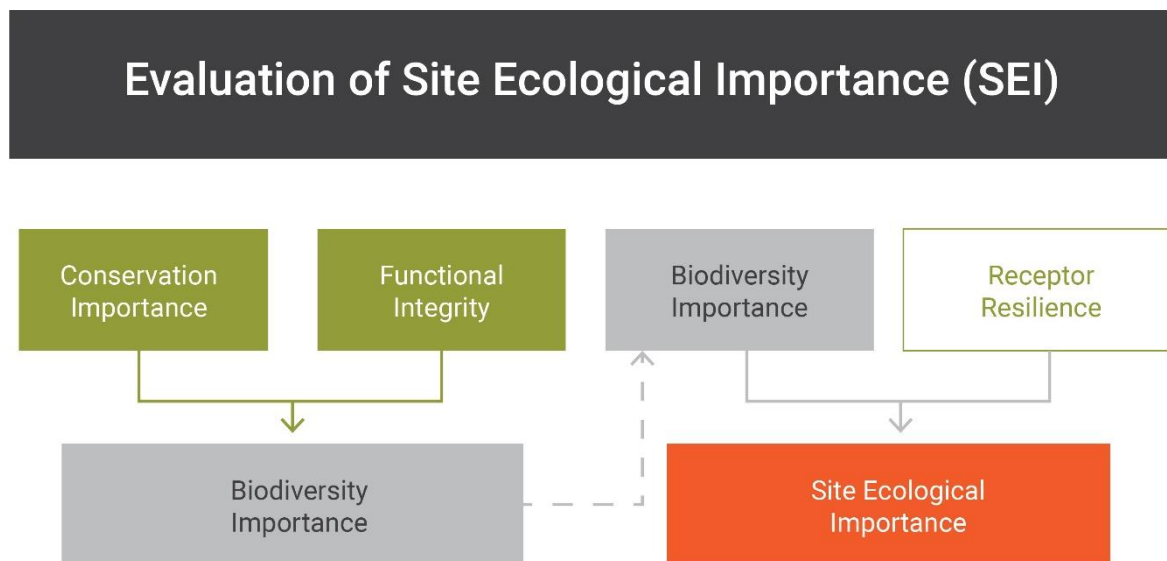 Evaluation of Site Ecological Importance (SEI)
Conservation
Importance
Functional
Integrity
Biodiversity
Importance
Receptor
Resilience
Biodiversity
Importance
Site Ecological
Importance